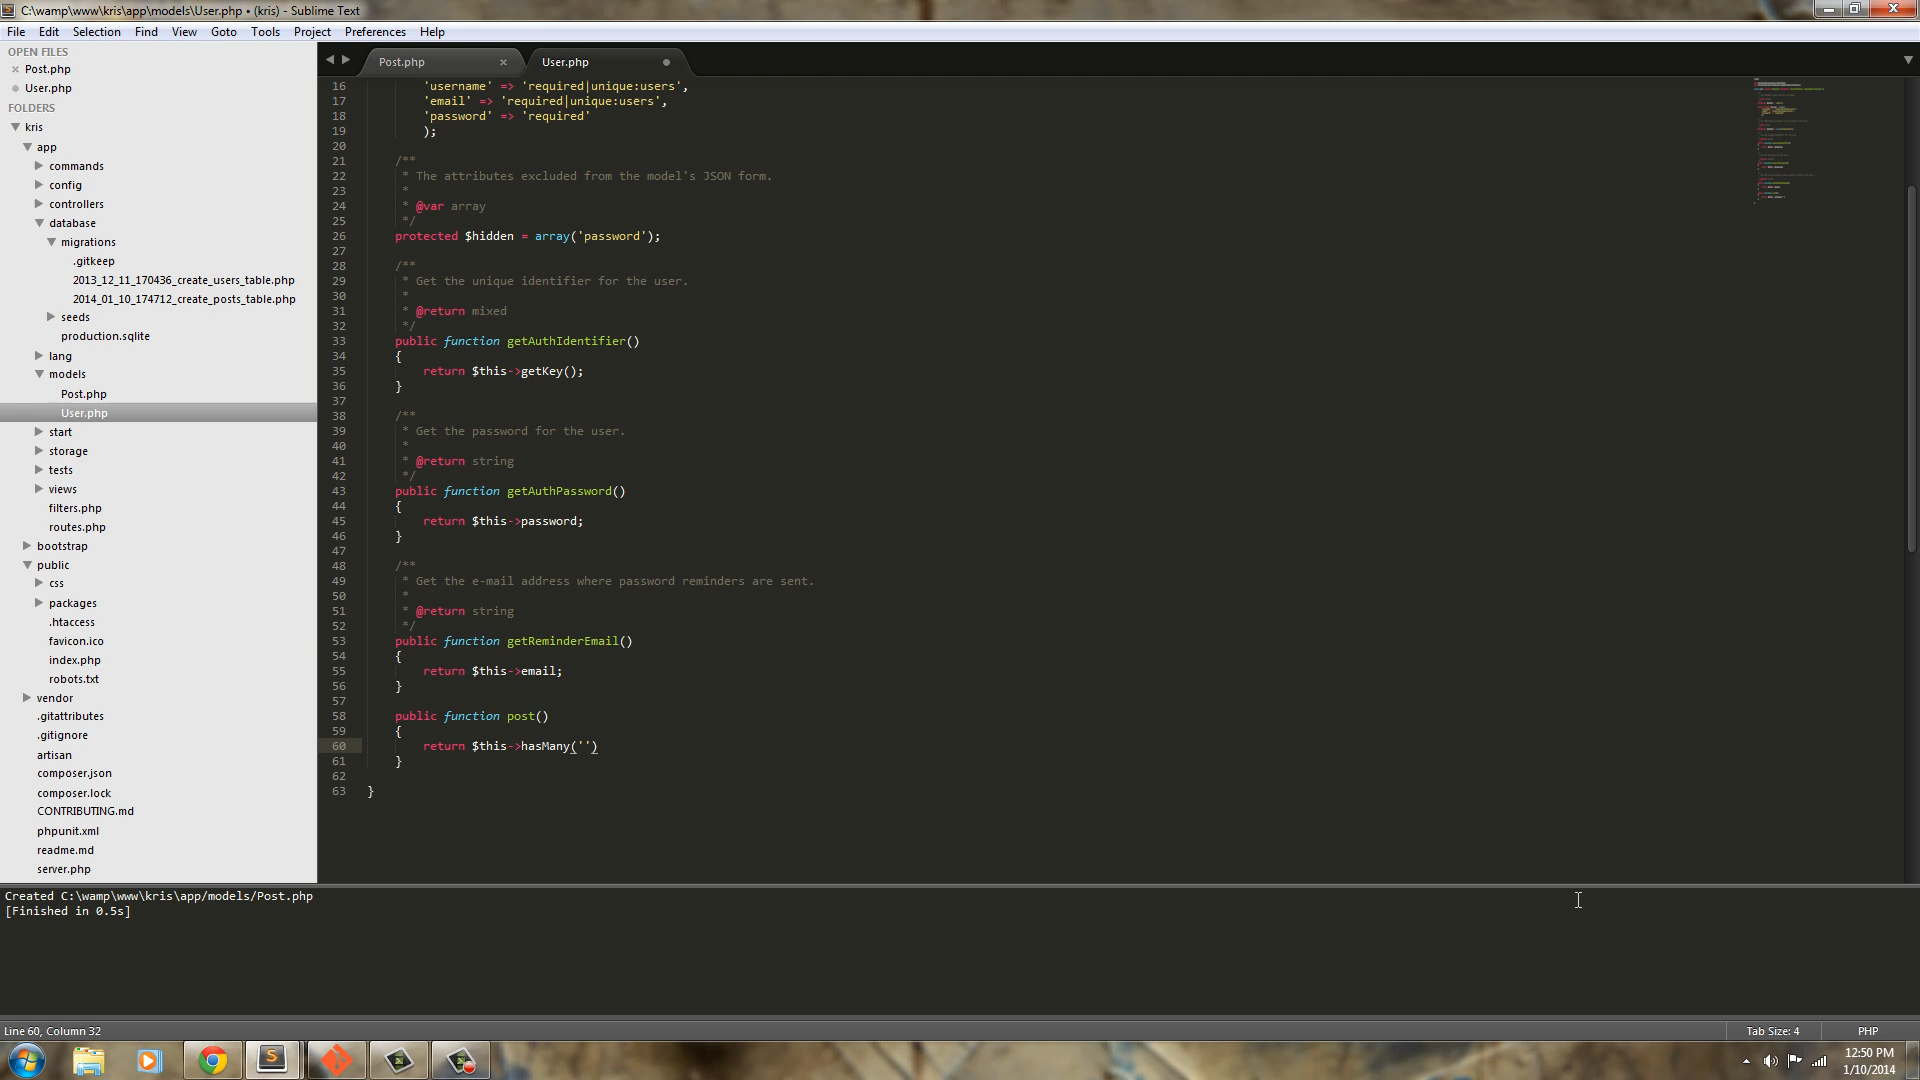 C:\wamp\www\kris\app\models\User.php • (kris) - Sublime Text
File Edit Selection Find View Goto Tools Project Preferences Help
OPEN FILES
Post.php
User.php
FOLDERS
kris
app
commands
config
controllers
database
migrations
.gitkeep
2013_12_11_170436_create_users_table.php
2014_01_10_174712_create_posts_table.php
seeds
production.sqlite
lang
models
Post.php
User.php
start
storage
tests
views
filters.php
routes.php
bootstrap
public
css
packages
.htaccess
favicon.ico
index.php
robots.txt
vendor
.gitattributes
.gitignore
artisan
composer.json
composer.lock
CONTRIBUTING.md
phpunit.xml
readme.md
server.php
Post.php × User.php
16 'username' => 'required|unique:users',
17 'email' => 'required|unique:users',
18 'password' => 'required'
19 );
20
21 /**
22 * The attributes excluded from the model's JSON form.
23 *
24 * @var array
25 */
26 protected $hidden = array('password');
27
28 /**
29 * Get the unique identifier for the user.
30 *
31 * @return mixed
32 */
33 public function getAuthIdentifier()
34 {
35 return $this->getKey();
36 }
37
38 /**
39 * Get the password for the user.
40 *
41 * @return string
42 */
43 public function getAuthPassword()
44 {
45 return $this->password;
46 }
47
48 /**
49 * Get the e-mail address where password reminders are sent.
50 *
51 * @return string
52 */
53 public function getReminderEmail()
54 {
55 return $this->email;
56 }
57
58 public function post()
59 {
60 return $this->hasMany('')
61 }
62
63 }
Created C:\wamp\www\kris\app/models/Post.php
[Finished in 0.5s]
Line 60, Column 32
Tab Size: 4 PHP
12:50 PM
1/10/2014